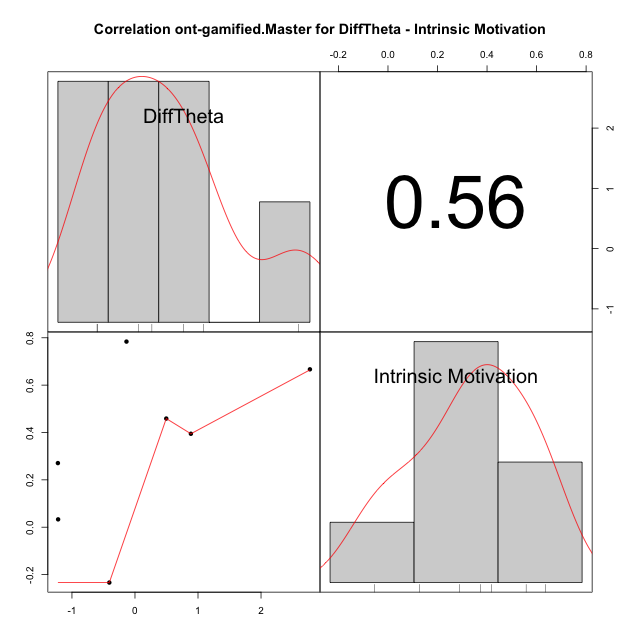 Correlation ont-gamified.Master for DiffTheta - Intrinsic Motivation
-0.2 0.0 0.2 0.4 0.6 0.8
DiffTheta
0.56
2
1
0
-1
0.8
0.6
0.4
0.2
0.0
-0.2
Intrinsic Motivation
-1 0 1 2